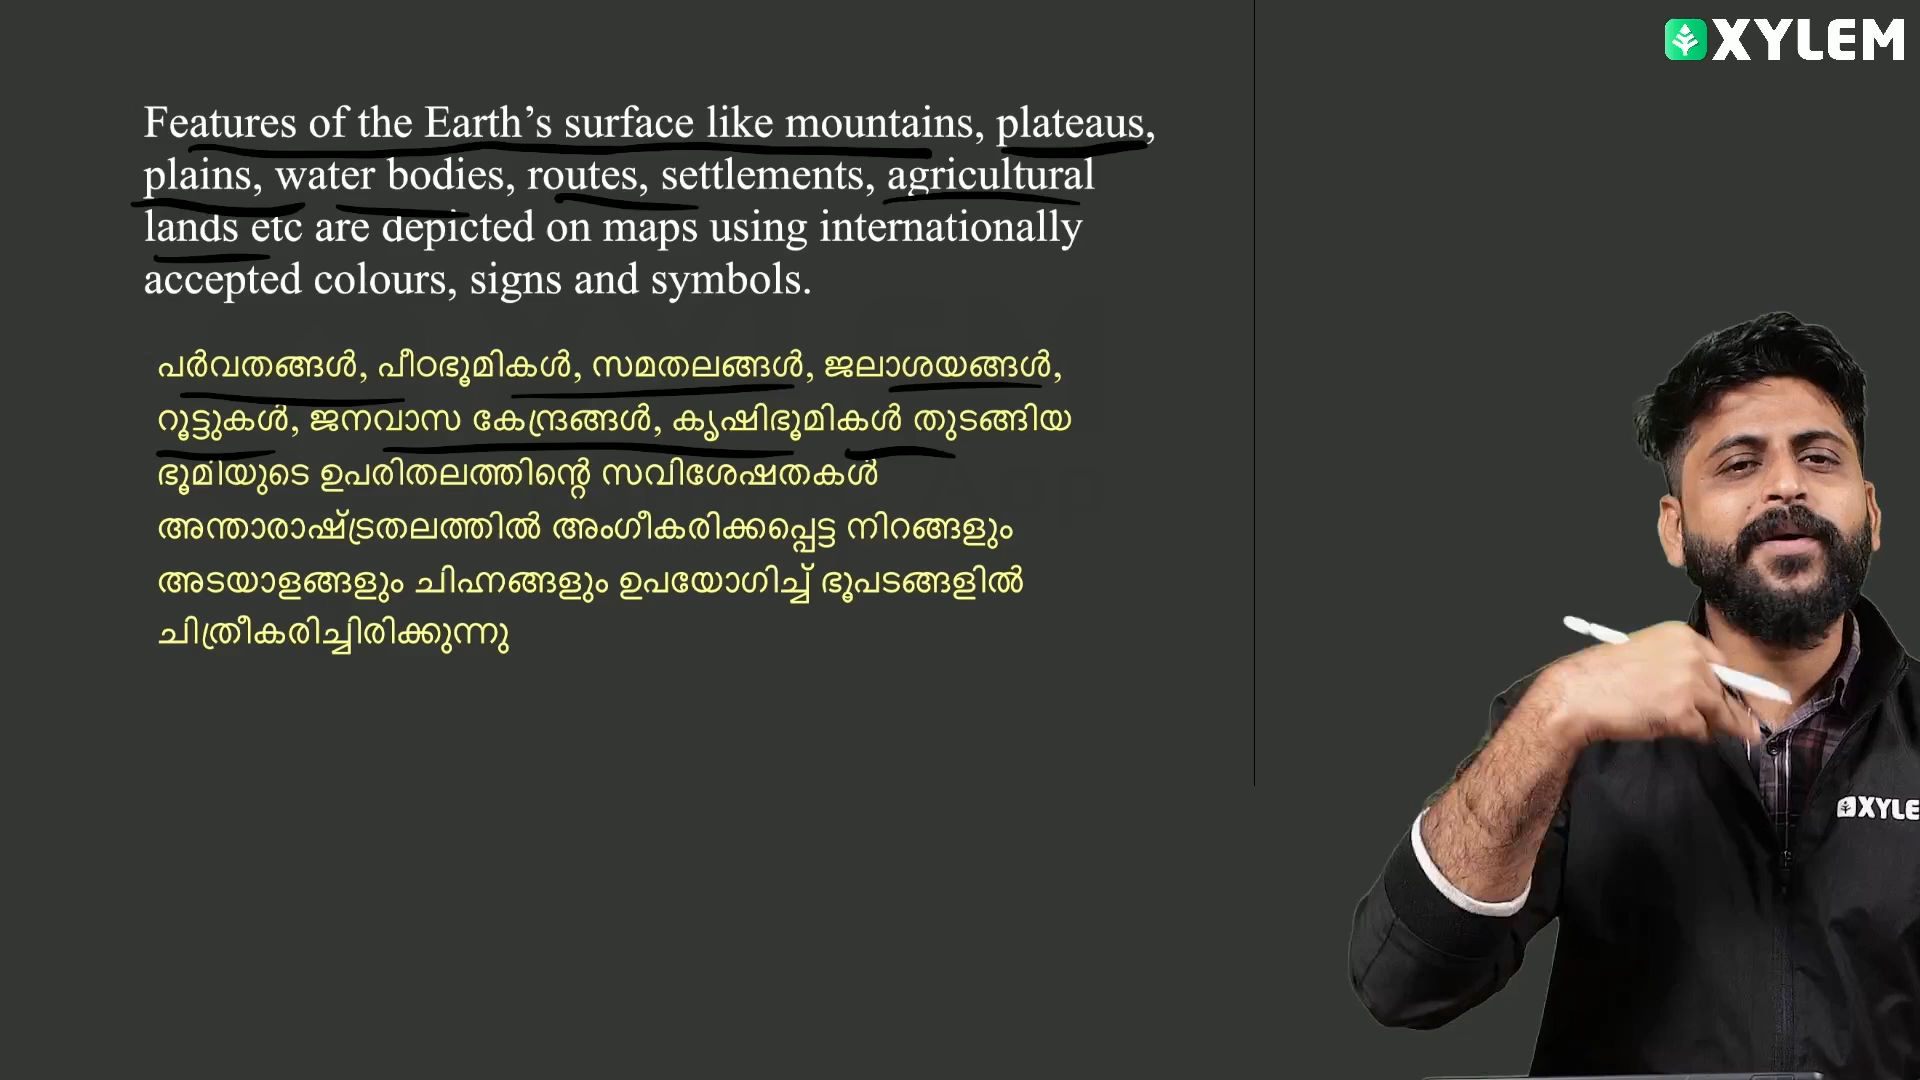 XYLEM
Features of the Earth’s surface like mountains, plateaus,
plains, water bodies, routes, settlements, agricultural
lands etc are depicted on maps using internationally
accepted colours, signs and symbols.
പർവതങ്ങൾ, പീഠഭൂമികൾ, സമതലങ്ങൾ, ജലാശയങ്ങൾ,
റൂട്ടുകൾ, ജനവാസ കേന്ദ്രങ്ങൾ, കൃഷിഭൂമികൾ തുടങ്ങിയ
ഭൂമിയുടെ ഉപരിതലത്തിന്റെ സവിശേഷതകൾ
അന്താരാഷ്ട്രതലത്തിൽ അംഗീകരിക്കപ്പെട്ട നിറങ്ങളും
അടയാളങ്ങളും ചിഹ്നങ്ങളും ഉപയോഗിച്ച് ഭൂപടങ്ങളിൽ
ചിത്രീകരിച്ചിരിക്കുന്നു
XYLE